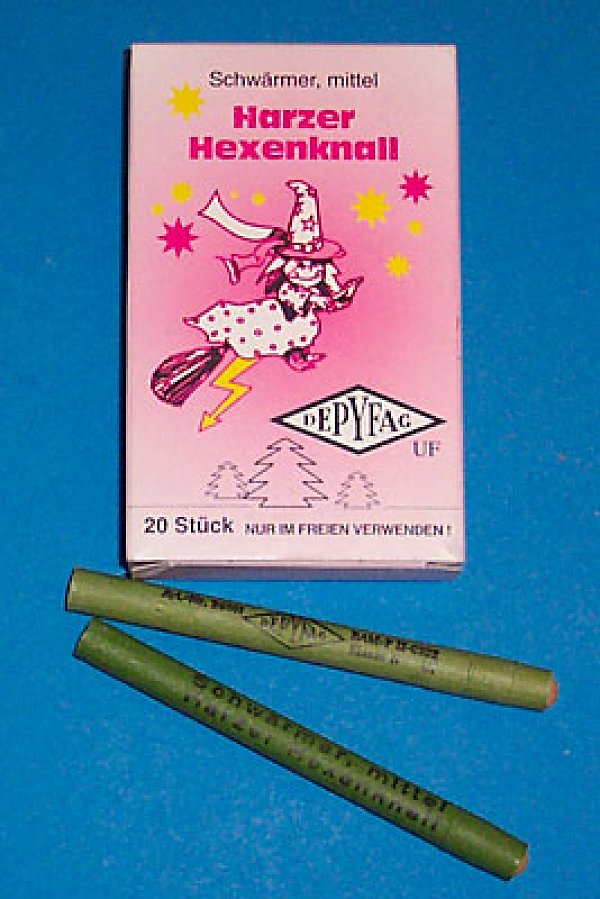 Schwärmer, mittel
Harzer
Hexenknall
DEPYFAG
UF
20 Stück NUR IM FREIEN VERWENDEN!
DEPYFAG
Schwärmer, mittel
Harzer Hexenknall